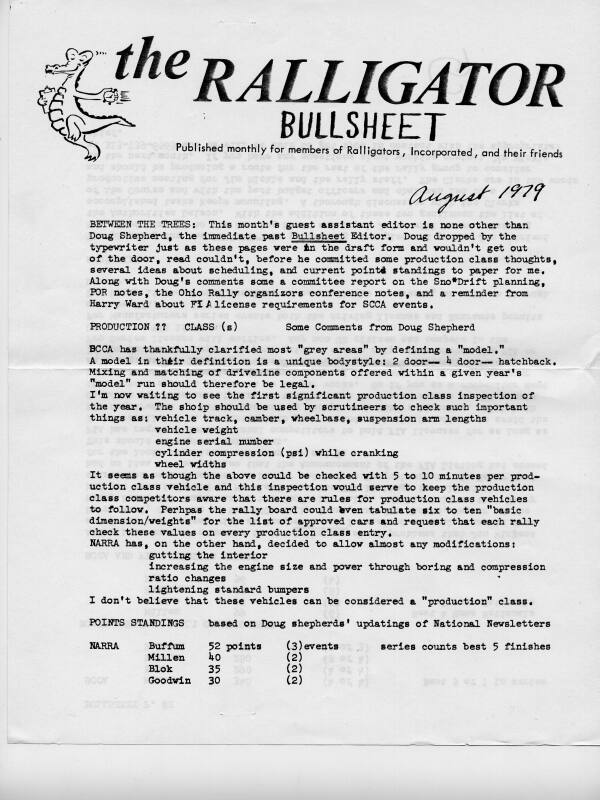 the RALLIGATOR
BULLSHEET
Published monthly for members of Ralligators, Incorporated, and their friends
August 1979
BETWEEN THE TREES: This month's guest assistant editor is none other than
Doug Shepherd, the immediate past Bullsheet Editor. Doug dropped by the
typewriter just as these pages were in the draft form and wouldn't get out
of the door, read couldn't, before he committed some production class thoughts,
several ideas about scheduling, and current point standings to paper for me.
Along with Doug's comments some a committee report on the Sno*Drift planning,
POR notes, the Ohio Rally organizors conference notes, and a reminder from
Harry Ward about FIA license requirements for SCCA events.
PRODUCTION ?? CLASS (s) Some Comments from Doug Shepherd
BCCA has thankfully clarified most "grey areas" by defining a "model."
A model in their definition is a unique bodystyle: 2 door-- 4 door-- hatchback.
Mixing and matching of driveline components offered within a given year's
"model" run should therefore be legal.
I'm now waiting to see the first significant production class inspection of
the year. The shoip should be used by scrutineers to check such important
things as: vehicle track, camber, wheelbase, suspension arm lengths
vehicle weight
engine serial number
cylinder compression (psi) while cranking
wheel widths
It seems as though the above could be checked with 5 to 10 minutes per prod-
uction class vehicle and this inspection would serve to keep the production
class competitors aware that there are rules for production class vehicles
to follow. Perhpas the rally board could even tabulate six to ten "basic
dimension/weights" for the list of approved cars and request that each rally
check these values on every production class entry.
NARRA has, on the other hand, decided to allow almost any modifications:
gutting the interior
increasing the engine size and power through boring and compression
ratio changes
lightening standard bumpers
I don't believe that these vehicles can be considered a "production" class.
POINTS STANDINGS based on Doug shepherds' updatings of National Newsletters
NARRA Buffum 52 points (3)events series counts best 5 finishes
Millen 40 (2)
Blok 35 (2)
Goodwin 30 (2)